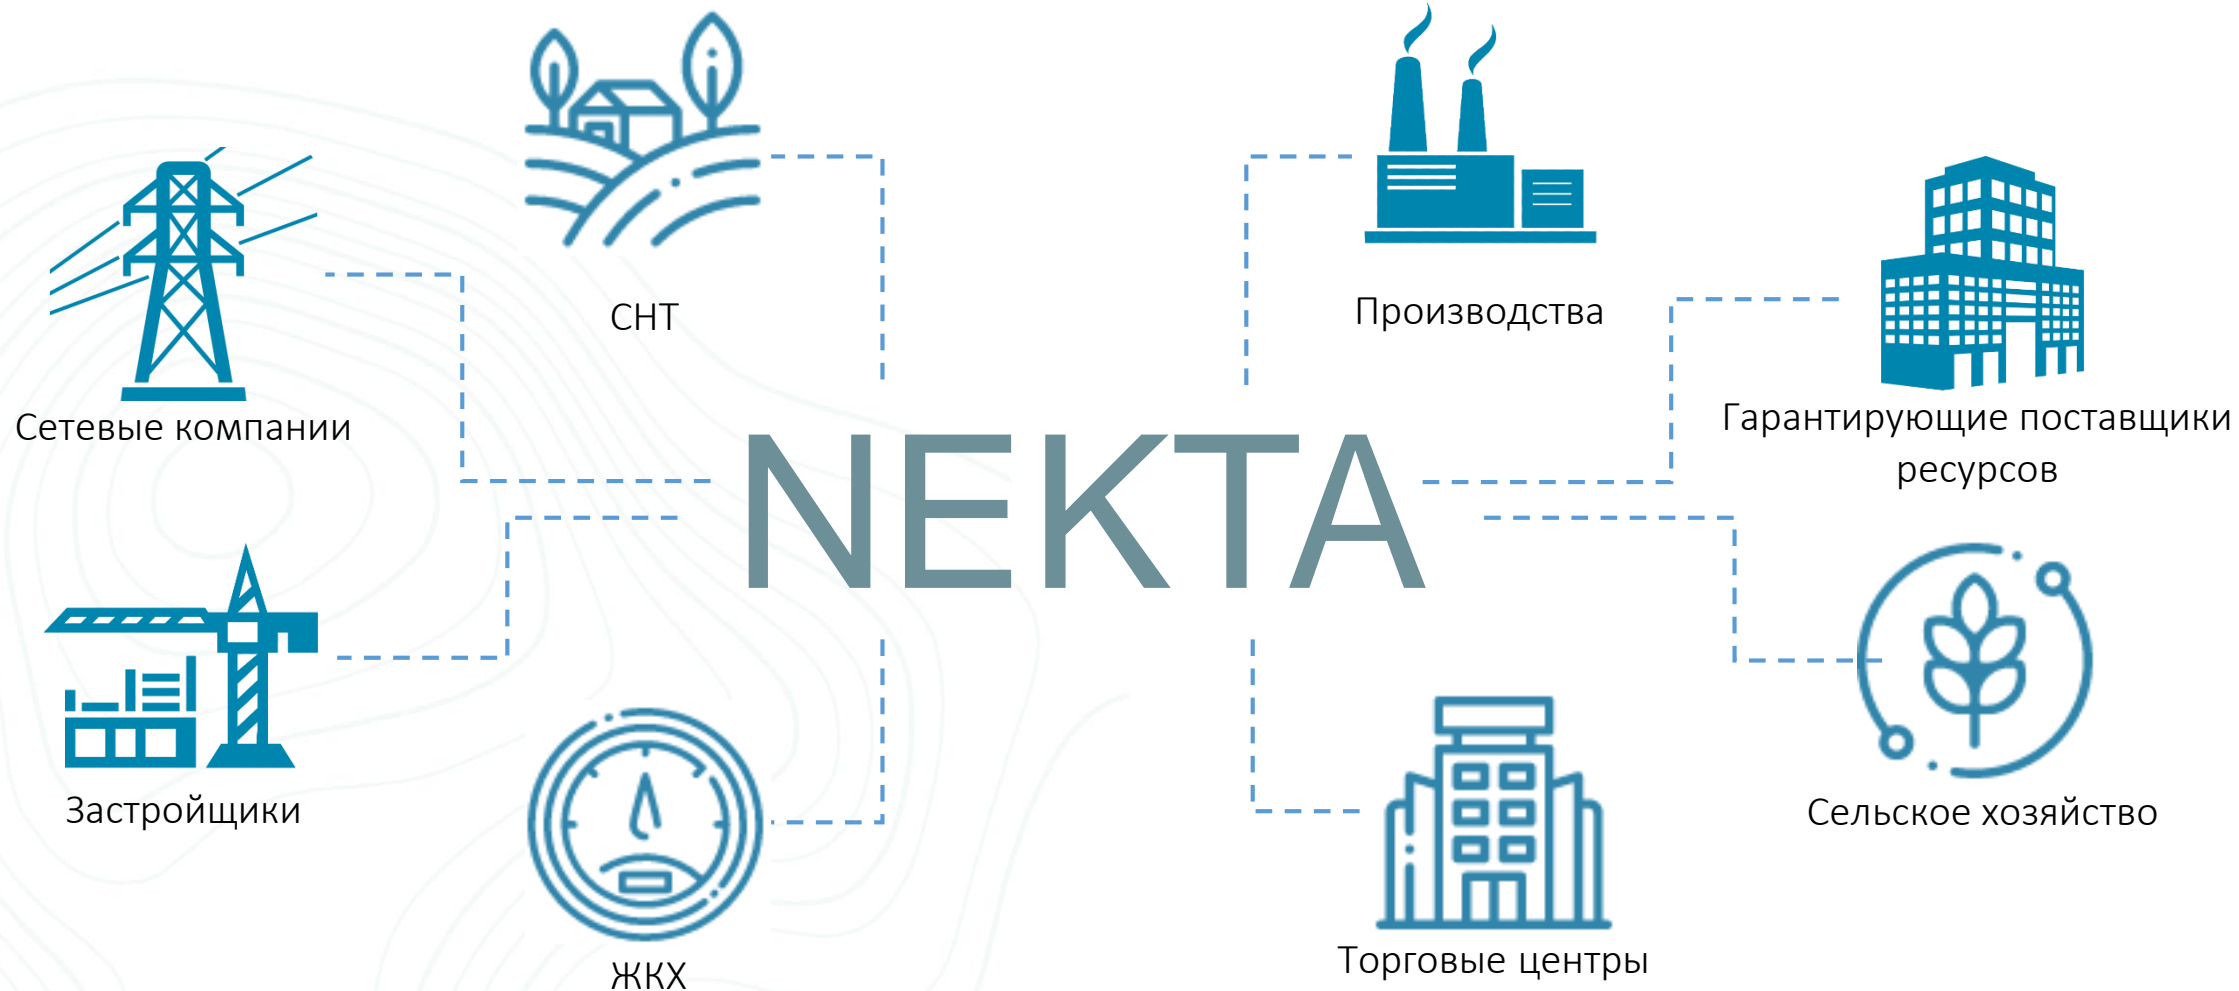 СНТ
Производства
Сетевые компании
Гарантирующие поставщики
ресурсов
NEKTA
Застройщики
Сельское хозяйство
ЖКХ
Торговые центры